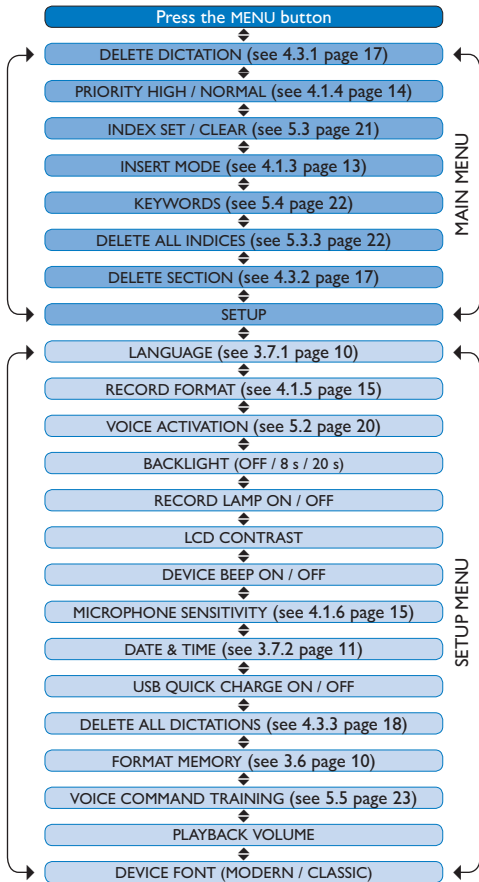 Press the MENU button
DELETE DICTATION (see 4.3.1 page 17)
PRIORITY HIGH / NORMAL (see 4.1.4 page 14)
INDEX SET / CLEAR (see 5.3 page 21)
INSERT MODE (see 4.1.3 page 13)
KEYWORDS (see 5.4 page 22)
DELETE ALL INDICES (see 5.3.3 page 22)
DELETE SECTION (see 4.3.2 page 17)
SETUP
MAIN MENU
LANGUAGE (see 3.7.1 page 10)
RECORD FORMAT (see 4.1.5 page 15)
VOICE ACTIVATION (see 5.2 page 20)
BACKLIGHT (OFF / 8 s / 20 s)
RECORD LAMP ON / OFF
LCD CONTRAST
DEVICE BEEP ON / OFF
MICROPHONE SENSITIVITY (see 4.1.6 page 15)
DATE & TIME (see 3.7.2 page 11)
USB QUICK CHARGE ON / OFF
DELETE ALL DICTATIONS (see 4.3.3 page 18)
FORMAT MEMORY (see 3.6 page 10)
VOICE COMMAND TRAINING (see 5.5 page 23)
PLAYBACK VOLUME
DEVICE FONT (MODERN / CLASSIC)
SETUP MENU